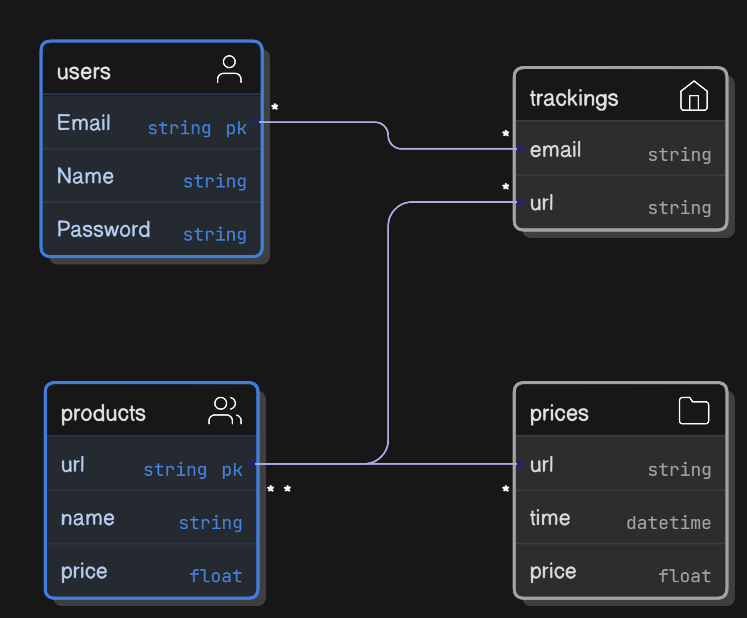 users
Email string pk
Name string
Password string
*
trackings
* email string
* url string
products
url string pk
name string
price float
* *
prices
url string
*
time datetime
price float